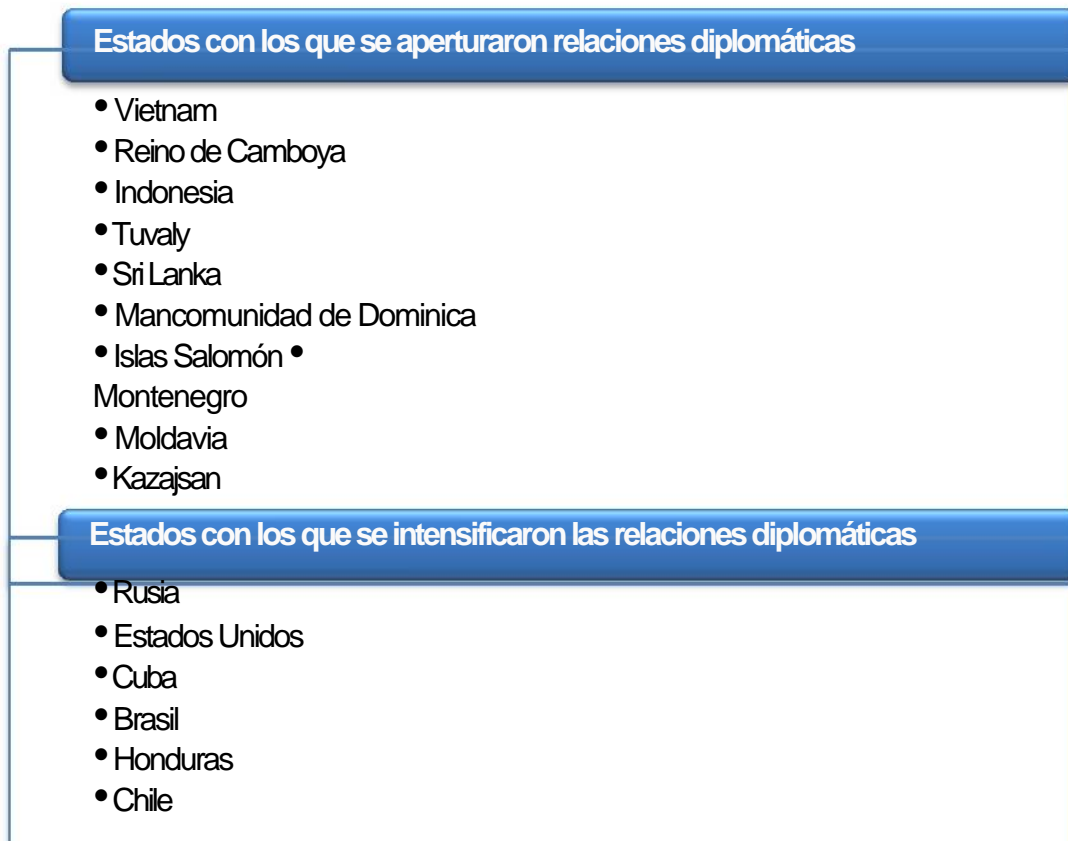 Estados con los que se aperturaron relaciones diplomáticas
• Vietnam
• Reino de Camboya
• Indonesia
• Tuvaly
• Sri Lanka
• Mancomunidad de Dominica
• Islas Salomón •
Montenegro
• Moldavia
• Kazajsan
Estados con los que se intensificaron las relaciones diplomáticas
• Rusia
• Estados Unidos
• Cuba
• Brasil
• Honduras
• Chile